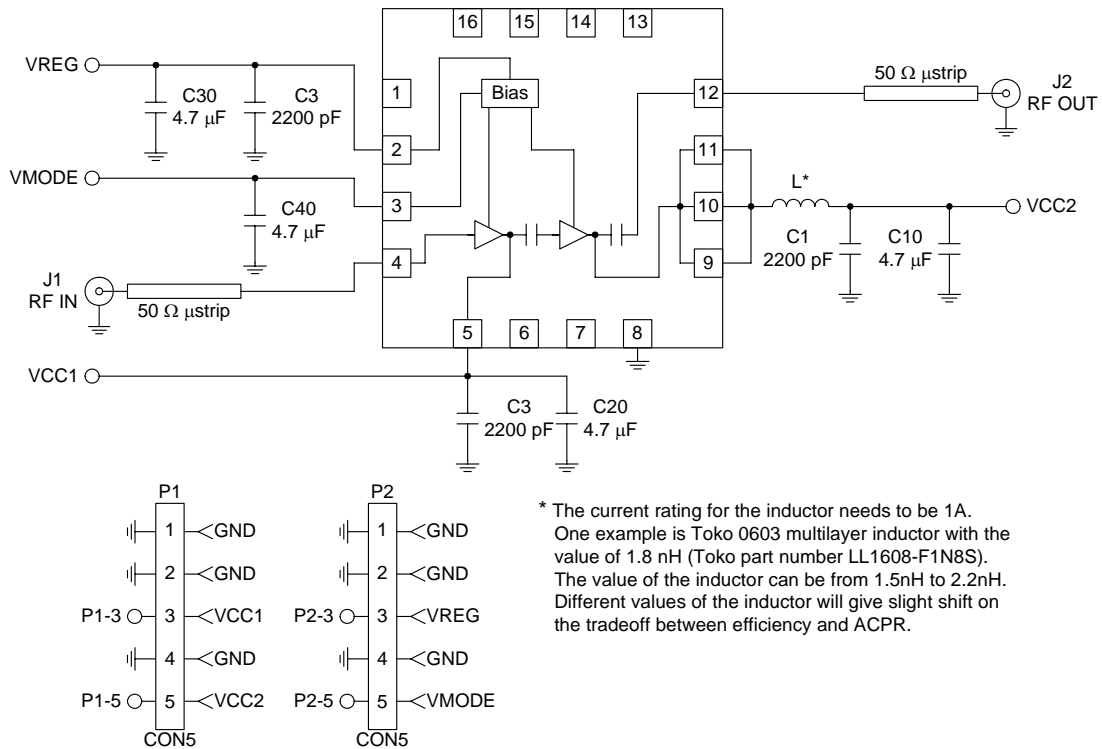 16
15
14
13
VREG
C30
4.7 μF
C3
2200 pF
1
Bias
12
50 Ω μstrip
J2
RF OUT
2
11
VMODE
C40
4.7 μF
3
10
L*
VCC2
C1
2200 pF
C10
4.7 μF
4
9
J1
RF IN
50 Ω μstrip
5
6
7
8
VCC1
C3
2200 pF
C20
4.7 μF
P1
1
GND
2
GND
P1-3
3
VCC1
4
GND
P1-5
5
VCC2
CON5
P2
1
GND
2
GND
P2-3
3
VREG
4
GND
P2-5
5
VMODE
CON5
* The current rating for the inductor needs to be 1A.
One example is Toko 0603 multilayer inductor with the
value of 1.8 nH (Toko part number LL1608-F1N8S).
The value of the inductor can be from 1.5nH to 2.2nH.
Different values of the inductor will give slight shift on
the tradeoff between efficiency and ACPR.